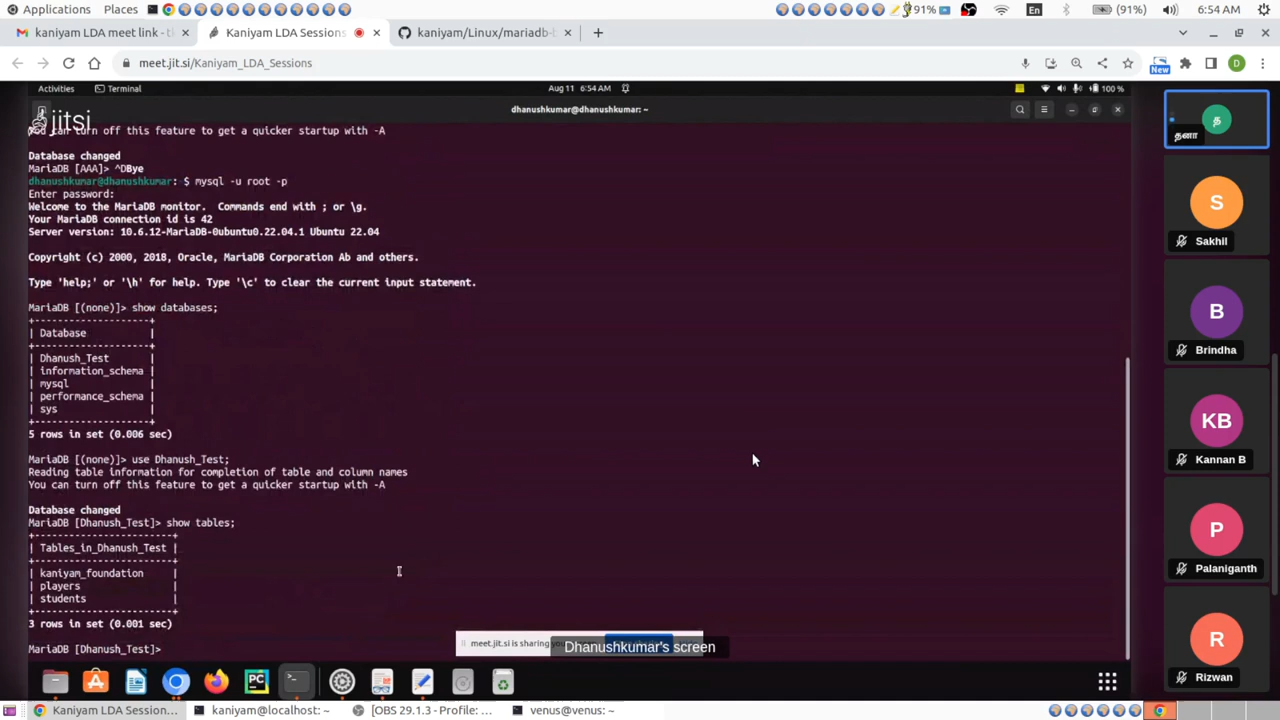 Applications Places 91% En (91%) 6:54 AM
kaniyam LDA meet link - t
Kaniyam LDA Sessions
kaniyam/Linux/mariadb-
meet.jit.si/Kaniyam_LDA_Sessions
New
D
Activities Terminal Aug 11 6:54 AM 100 %
dhanushkumar@dhanushkumar: ~
jitsi
You can turn off this feature to get a quicker startup with -A
Database changed
MariaDB [AAA]> ^DBye
dhanushkumar@dhanushkumar:~$ mysql -u root -p
Enter password:
Welcome to the MariaDB monitor. Commands end with ; or \g.
Your MariaDB connection id is 42
Server version: 10.6.12-MariaDB-0ubuntu0.22.04.1 Ubuntu 22.04
Copyright (c) 2000, 2018, Oracle, MariaDB Corporation Ab and others.
Type 'help;' or '\h' for help. Type '\c' to clear the current input statement.
MariaDB [(none)]> show databases;
+--------------------+
| Database           |
+--------------------+
| Dhanush_Test       |
| information_schema |
| mysql              |
| performance_schema |
| sys                |
+--------------------+
5 rows in set (0.006 sec)
MariaDB [(none)]> use Dhanush_Test;
Reading table information for completion of table and column names
You can turn off this feature to get a quicker startup with -A
Database changed
MariaDB [Dhanush_Test]> show tables;
+------------------------+
| Tables_in_Dhanush_Test |
+------------------------+
| kaniyam_foundation     |
| players                |
| students               |
+------------------------+
3 rows in set (0.001 sec)
MariaDB [Dhanush_Test]>
meet.jit.si is sharing
Dhanushkumar's screen
த
தனா
S
Sakhil
B
Brindha
KB
Kannan B
P
Palaniganth
R
Rizwan
Kaniyam LDA Session...
kaniyam@localhost: ~
[OBS 29.1.3 - Profile: ...
venus@venus: ~